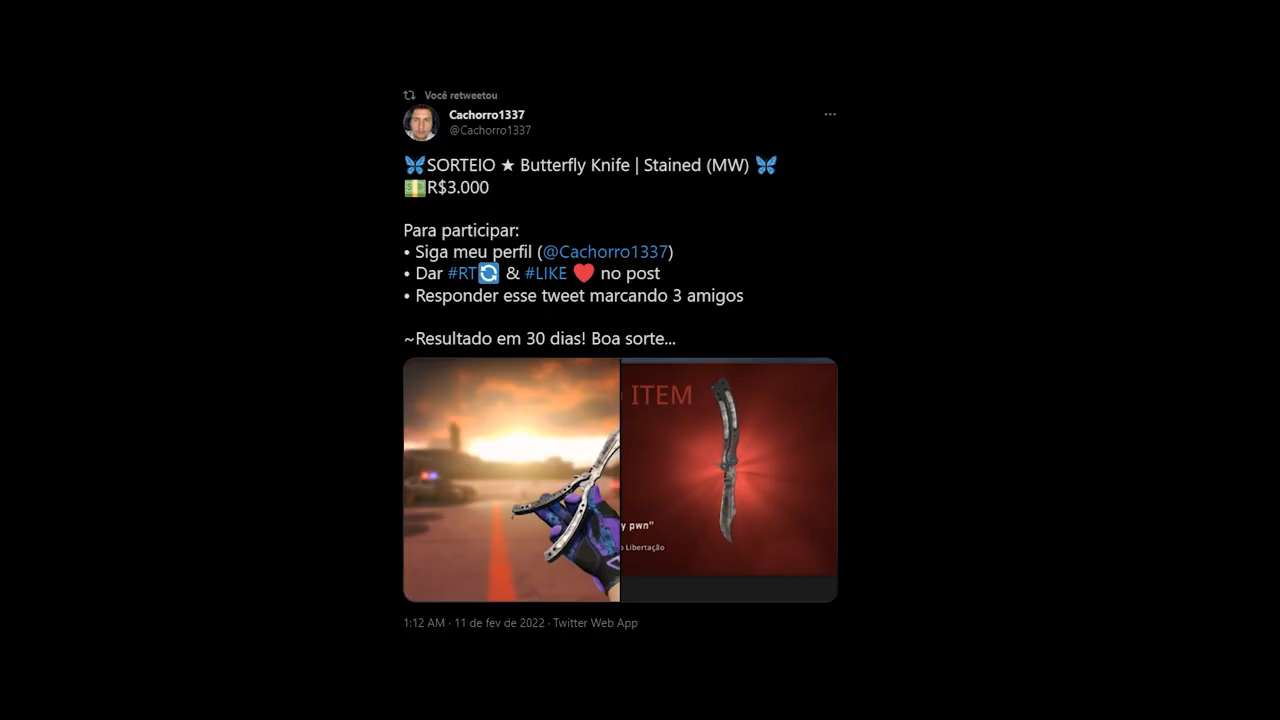 Você retweetou
Cachorro1337
@Cachorro1337
🦋SORTEIO ★ Butterfly Knife | Stained (MW) 🦋
💵R$3.000
Para participar:
• Siga meu perfil (@Cachorro1337)
• Dar #RT🔄 & #LIKE ❤️ no post
• Responder esse tweet marcando 3 amigos
~Resultado em 30 dias! Boa sorte...
ITEM
y pwn"
o Libertação
1:12 AM · 11 de fev de 2022 · Twitter Web App